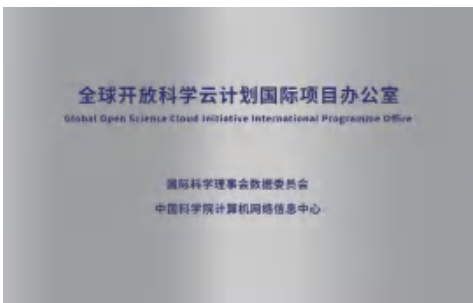 全球开放科学云计划国际项目办公室
Global Open Science Cloud Initiative International Programme Office
国际科学理事会数据委员会
中国科学院计算机网络信息中心